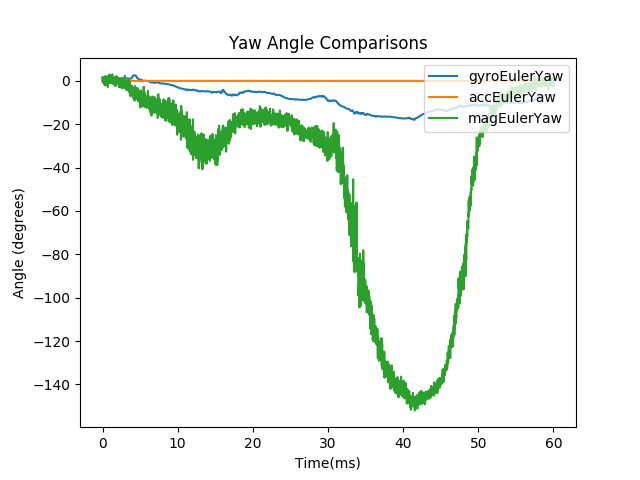 Yaw Angle Comparisons
gyroEulerYaw
accEulerYaw
magEulerYaw
0
−20
−40
−60
−80
−100
−120
−140
Angle (degrees)
0 10 20 30 40 50 60
Time(ms)